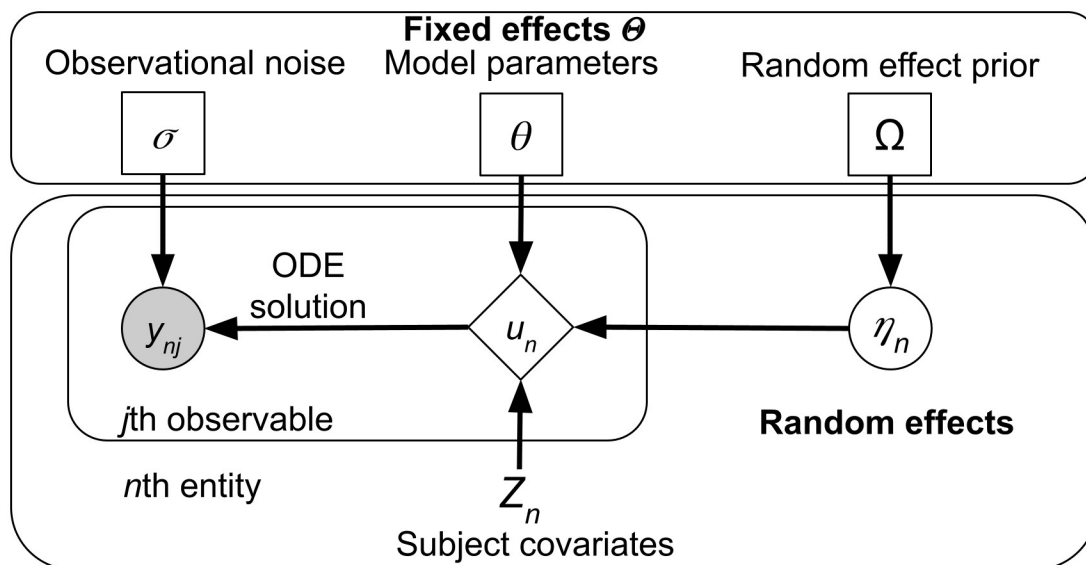 Fixed effects Θ
Observational noise
Model parameters
Random effect prior
σ
θ
Ω
ODE
solution
y_nj
u_n
η_n
jth observable
Random effects
nth entity
Z_n
Subject covariates